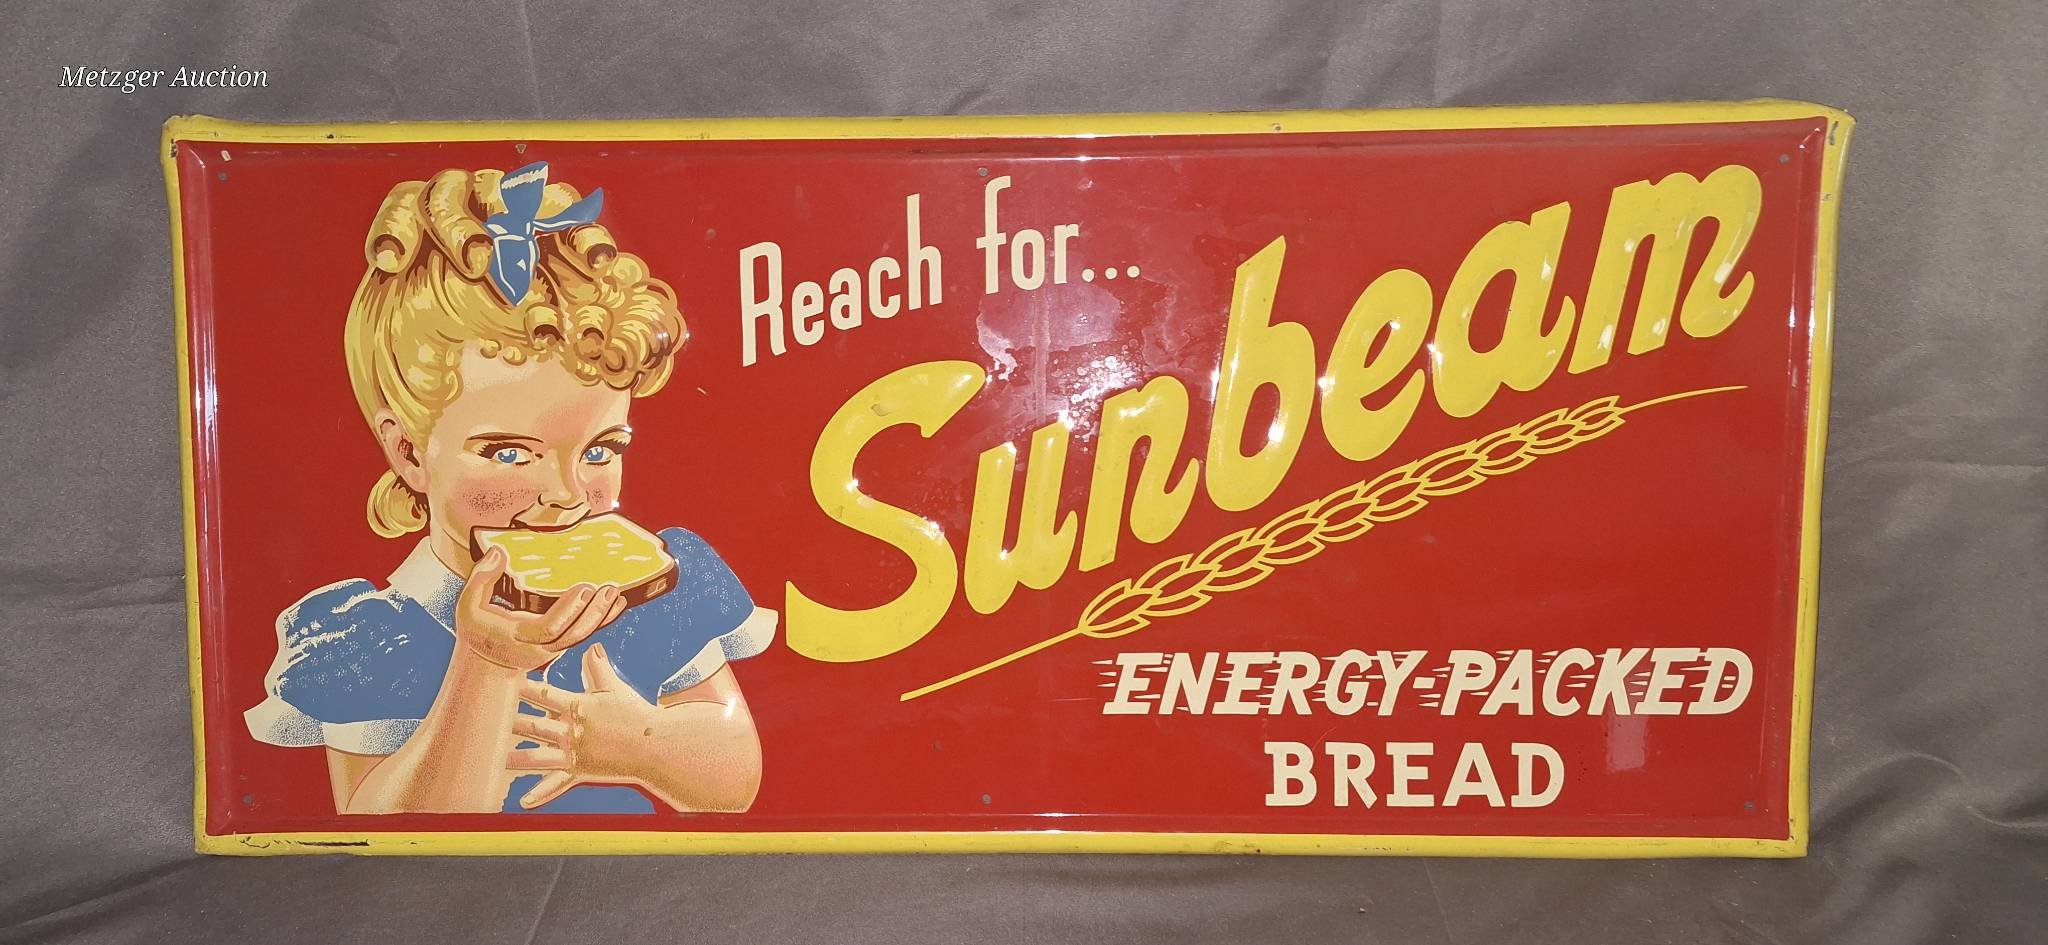 Metzger Auction
Reach for...
Sunbeam
ENERGY-PACKED
BREAD